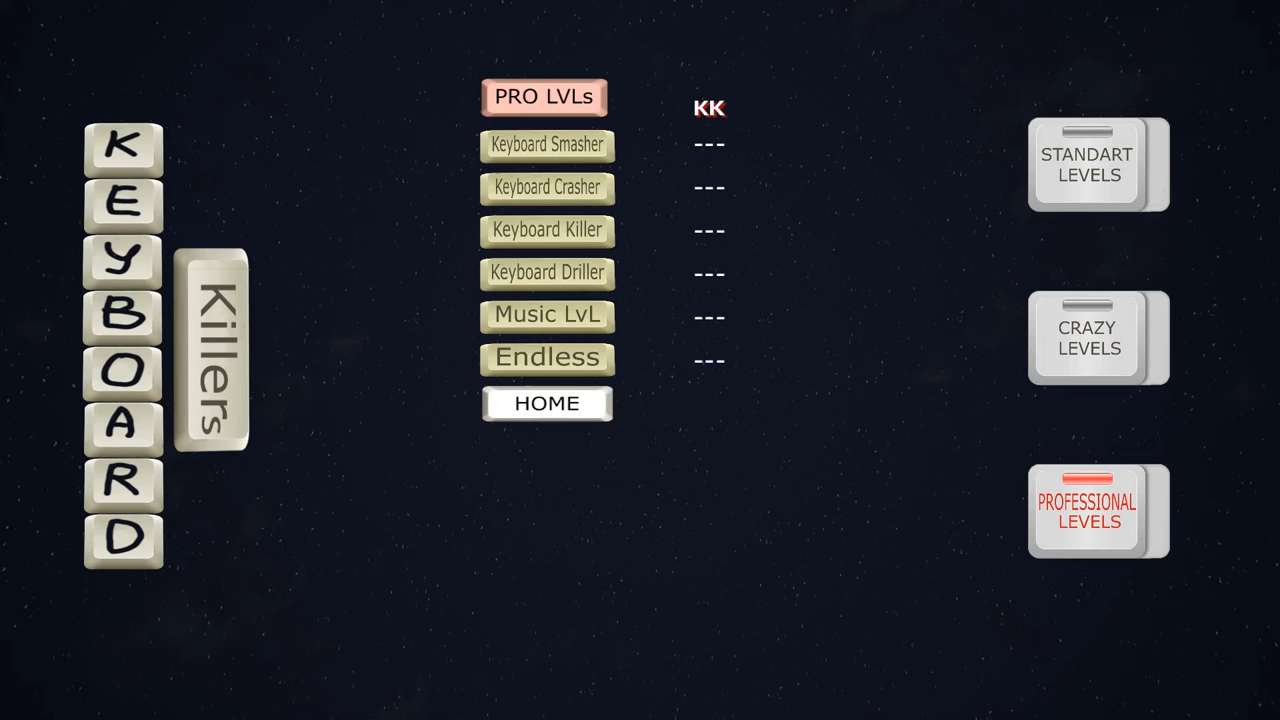 KEYBOARD
Killers
PRO LVLs
KK
Keyboard Smasher
---
Keyboard Crasher
---
Keyboard Killer
---
Keyboard Driller
---
Music LvL
---
Endless
---
HOME
STANDART
LEVELS
CRAZY
LEVELS
PROFESSIONAL
LEVELS